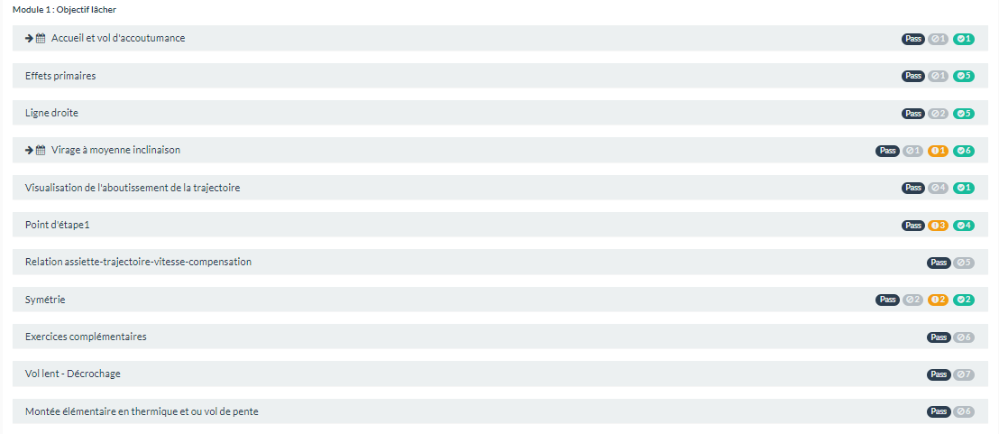 Module 1 : Objectif lâcher
Accueil et vol d'accoutumance Pass 1 1
Effets primaires Pass 1 5
Ligne droite Pass 2 5
Virage à moyenne inclinaison Pass 1 1 6
Visualisation de l'aboutissement de la trajectoire Pass 4 1
Point d'étape1 Pass 3 4
Relation assiette-trajectoire-vitesse-compensation Pass 5
Symétrie Pass 2 2 2
Exercices complémentaires Pass 6
Vol lent - Décrochage Pass 7
Montée élémentaire en thermique et ou vol de pente Pass 6